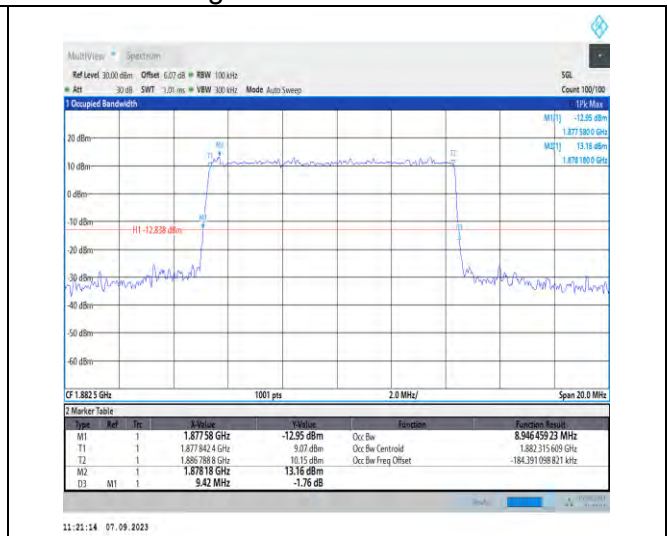 MultiView Spectrum
Ref Level 30.00 dBm Offset 6.07 dB RBW 100 kHz SGL
Att 30 dB SWT 1.01 ms VBW 300 kHz Mode Auto Sweep Count 100/100
1 Occupied Bandwidth 1Pk Max
M1[1] -12.95 dBm
1.877 580 0 GHz
M2[1] 13.16 dBm
1.878 180 0 GHz
20 dBm
M2
T1
T2
10 dBm
0 dBm
-10 dBm
M1
H1 -12.838 dBm
-20 dBm
-30 dBm
-40 dBm
-50 dBm
-60 dBm
CF 1.882 5 GHz 1001 pts 2.0 MHz/ Span 20.0 MHz
2 Marker Table
Type Ref Trc X-Value Y-Value Function Function Result
M1 1 1.877 58 GHz -12.95 dBm Occ Bw 8.946 459 23 MHz
T1 1 1.877 842 4 GHz 9.07 dBm Occ Bw Centroid 1.882 315 609 GHz
T2 1 1.886 788 8 GHz 10.15 dBm Occ Bw Freq Offset -184.391 098 821 kHz
M2 1 1.878 18 GHz 13.16 dBm
D3 M1 1 9.42 MHz -1.76 dB
11:21:14 07.09.2023